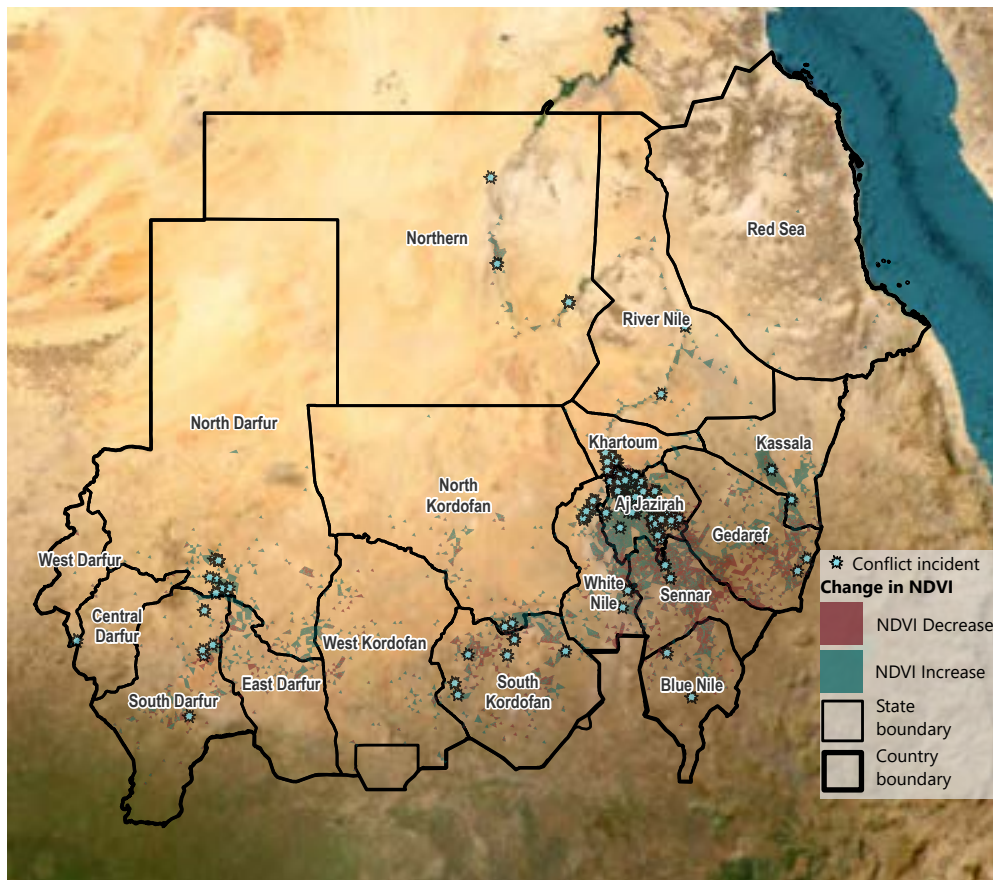 Northern
Red Sea
River Nile
North Darfur
Khartoum
Kassala
North
Kordofan
Aj Jazirah
Gedaref
West Darfur
White
Nile
Sennar
Central
Darfur
West Kordofan
East Darfur
South
Kordofan
South Darfur
Blue Nile
Conflict incident
Change in NDVI
NDVI Decrease
NDVI Increase
State
boundary
Country
boundary